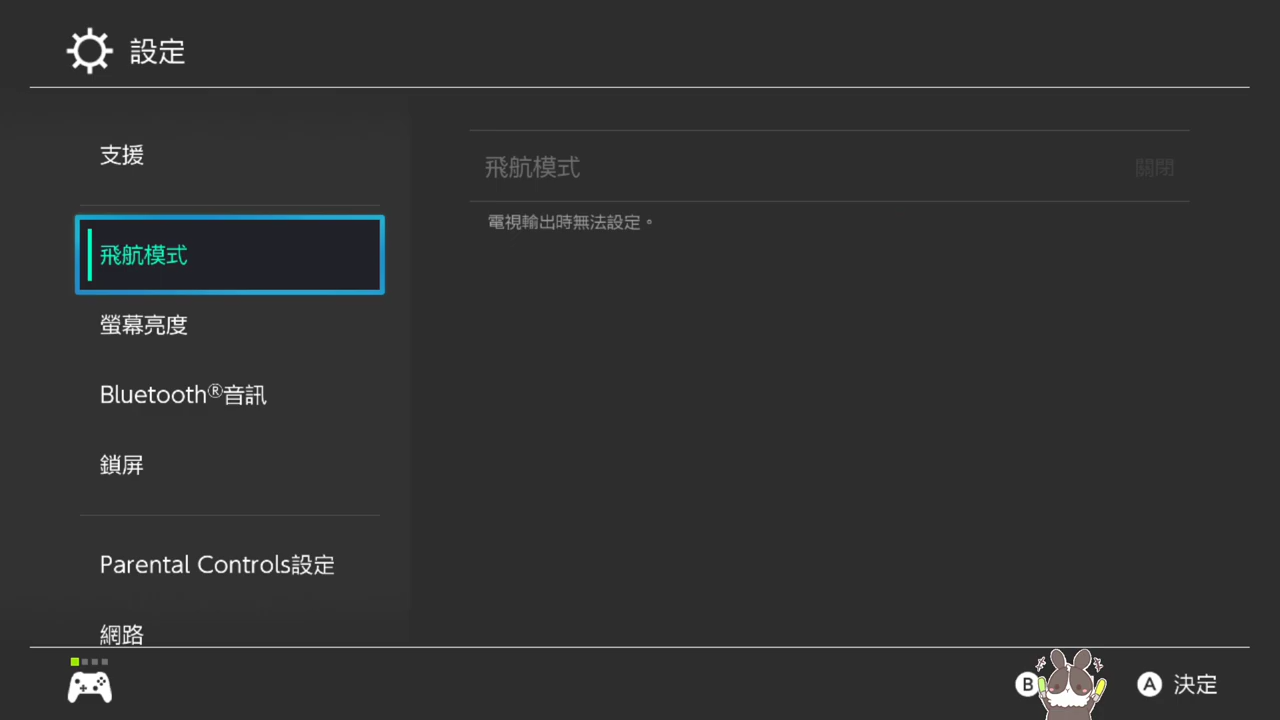 設定
支援
飛航模式
螢幕亮度
Bluetooth®音訊
鎖屏
Parental Controls設定
網路
飛航模式
關閉
電視輸出時無法設定。
B
A 決定